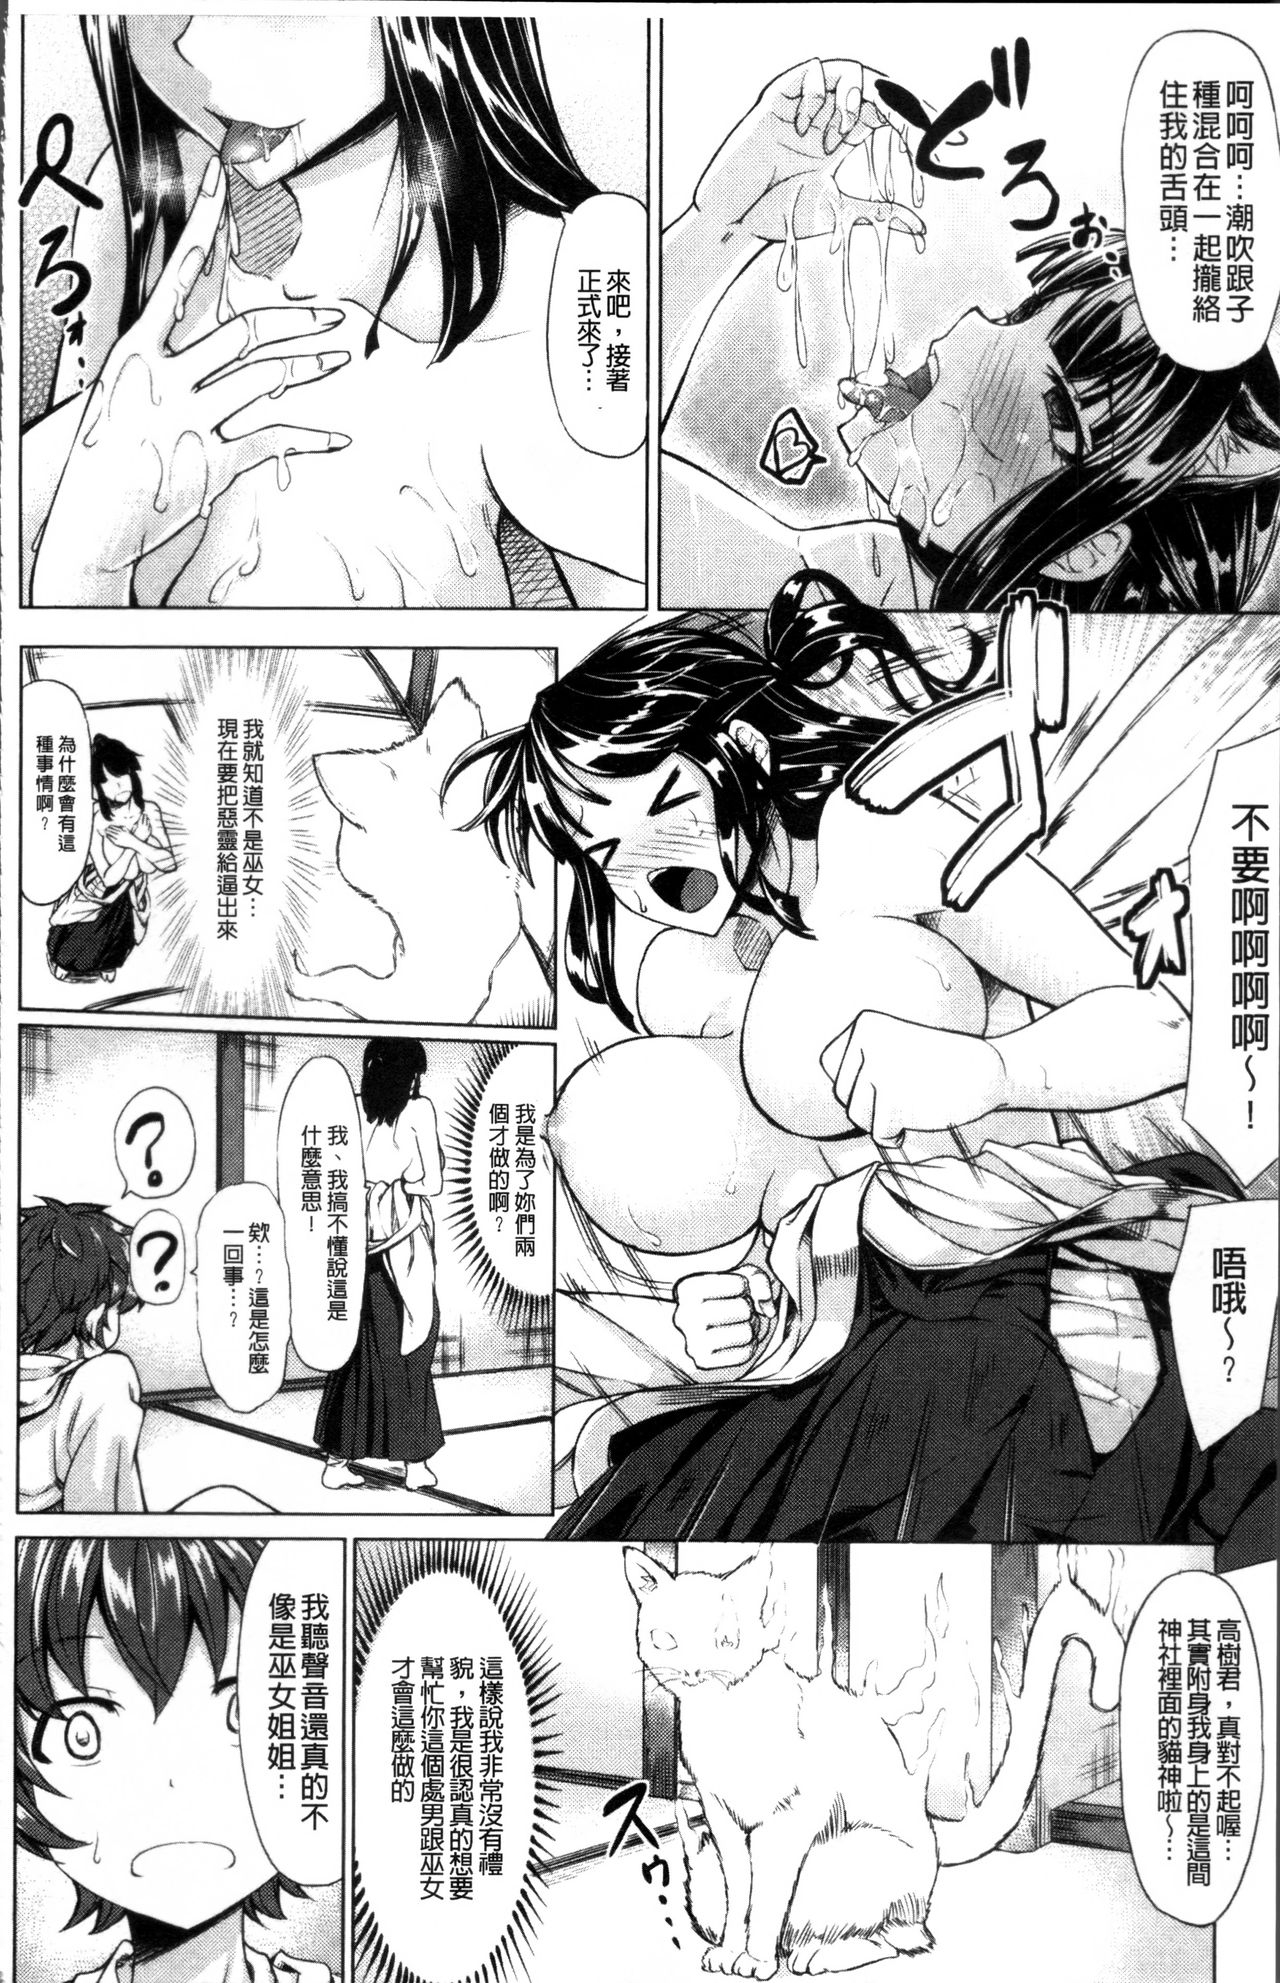 呵呵呵…潮吹跟子
種混合在一起攏絡
住我的舌頭…
どろぉ…
來吧，接著
正式來了…
ぺろォ…
不要啊啊啊啊～！
唔哦～？
我就知道不是巫女…
現在要把惡靈給逼出來
為什麼會有這
種事情啊？
我是為了妳們兩
個才做的啊？
我、我搞不懂說這是
什麼意思！
欸…？這是怎麼
一回事…？
？
？
高樹君，真對不起喔…
其實附身我身上的是這間
神社裡面的貓神啦～…
スゥ…
這樣說我非常沒有禮
貌，我是很認真的想要
幫忙你這個處男跟巫女
才會這麼做的
我聽聲音還真的不
像是巫女姐姐…